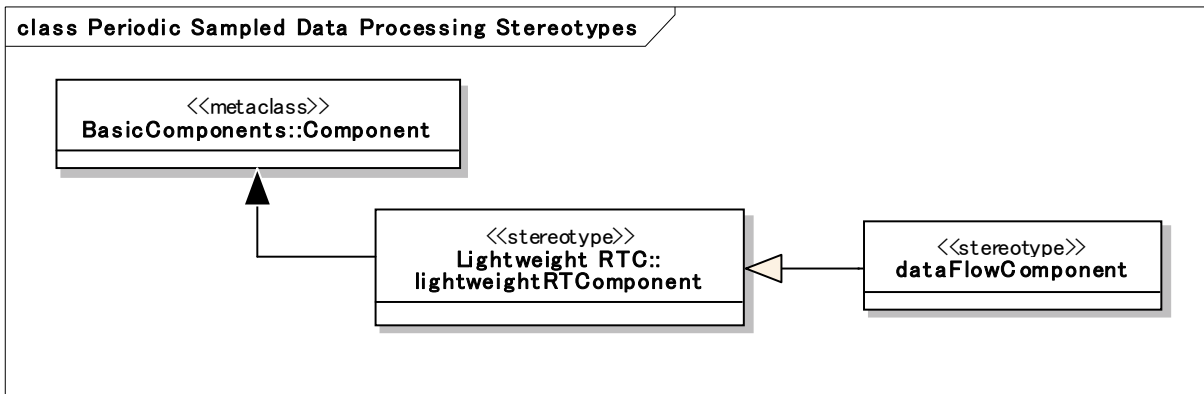 class Periodic Sampled Data Processing Stereotypes
<<metaclass>>
BasicComponents::Component
<<stereotype>>
Lightweight RTC::
lightweightRTComponent
<<stereotype>>
dataFlowComponent